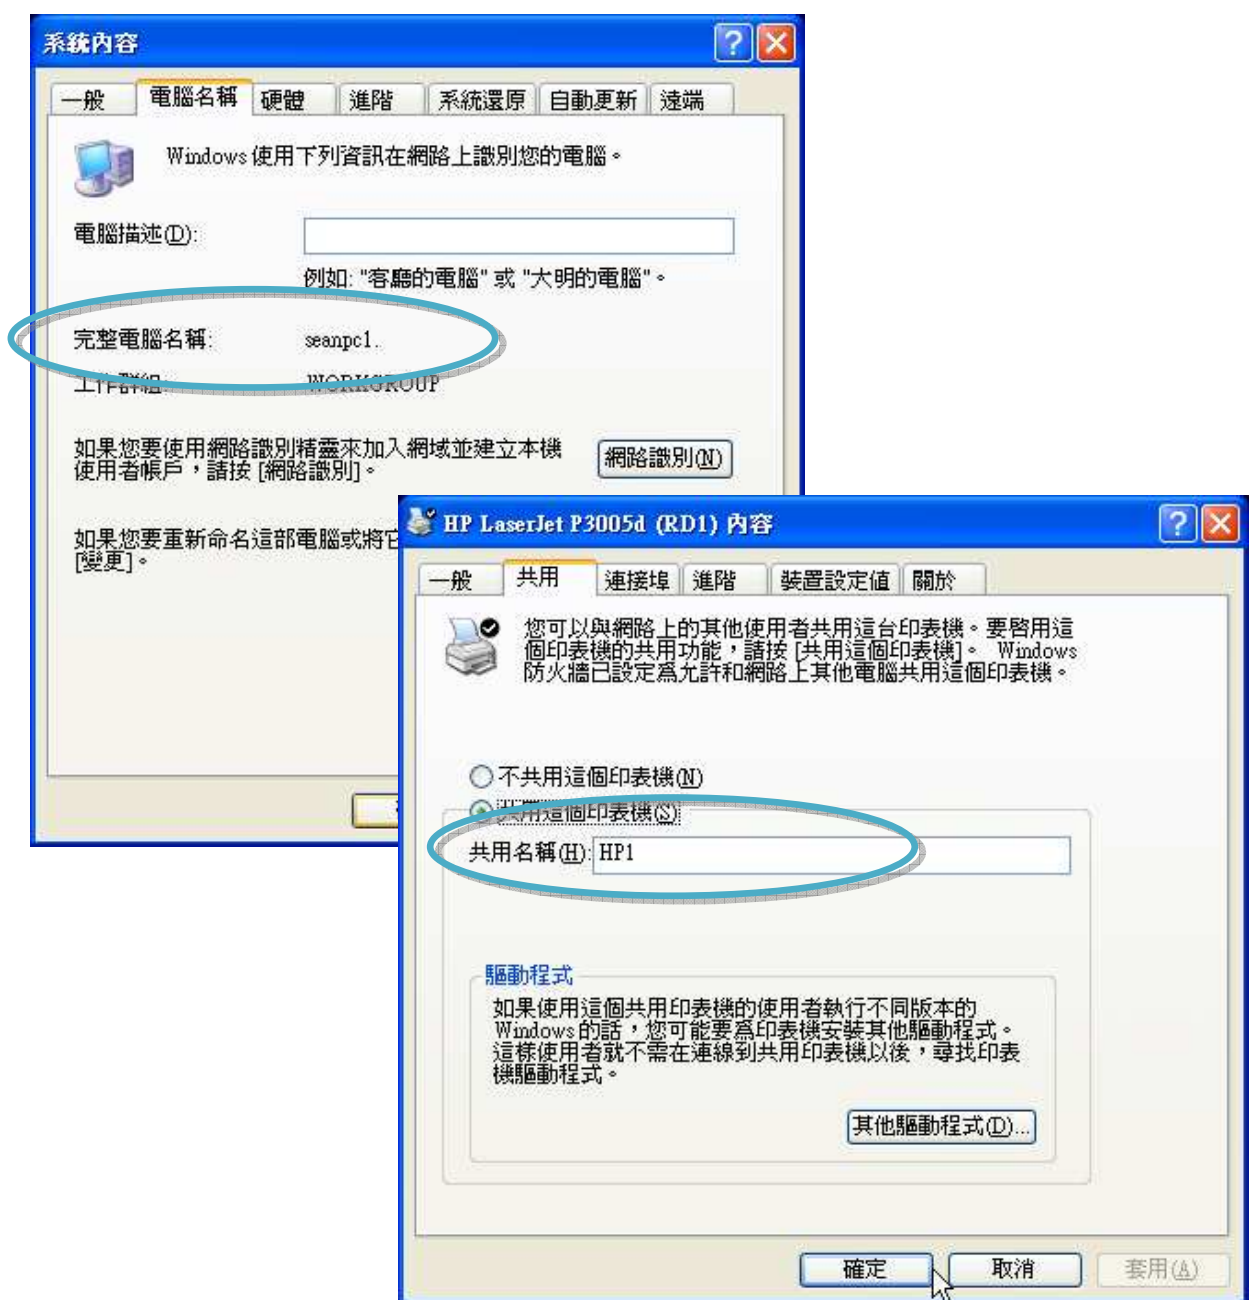 系統內容
一般 電腦名稱 硬體 進階 系統還原 自動更新 遠端
Windows 使用下列資訊在網路上識別您的電腦。
電腦描述(D):
例如: "客廳的電腦" 或 "大明的電腦"。
完整電腦名稱: seanpc1.
工作群組: WORKGROUP
如果您要使用網路識別精靈來加入網域並建立本機
使用者帳戶，請按 [網路識別]。
網路識別(N)
如果您要重新命名這部電腦或將它
[變更]。
HP LaserJet P3005d (RD1) 內容
一般 共用 連接埠 進階 裝置設定值 關於
您可以與網路上的其他使用者共用這台印表機。要啓用這
個印表機的共用功能，請按 [共用這個印表機]。 Windows
防火牆已設定爲允許和網路上其他電腦共用這個印表機。
不共用這個印表機(N)
共用這個印表機(S)
共用名稱(H): HP1
驅動程式
如果使用這個共用印表機的使用者執行不同版本的
Windows 的話，您可能要爲印表機安裝其他驅動程式。
這樣使用者就不需在連線到共用印表機以後，尋找印表
機驅動程式。
其他驅動程式(D)...
確定 取消 套用(A)